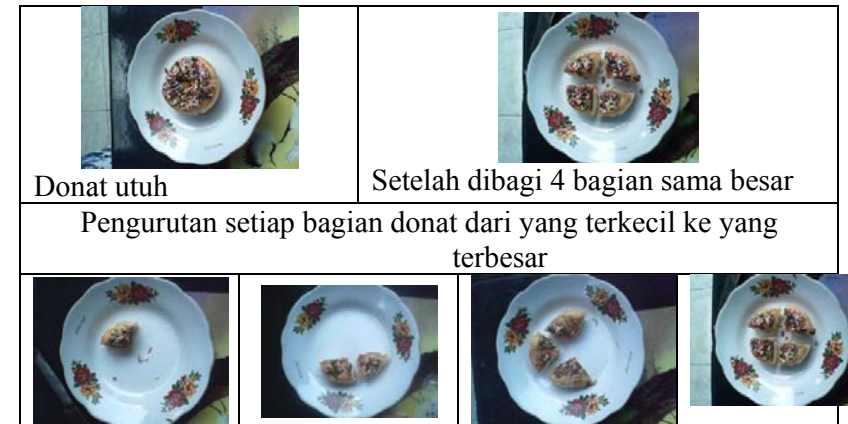 Donat utuh
Setelah dibagi 4 bagian sama besar
Pengurutan setiap bagian donat dari yang terkecil ke yang
terbesar